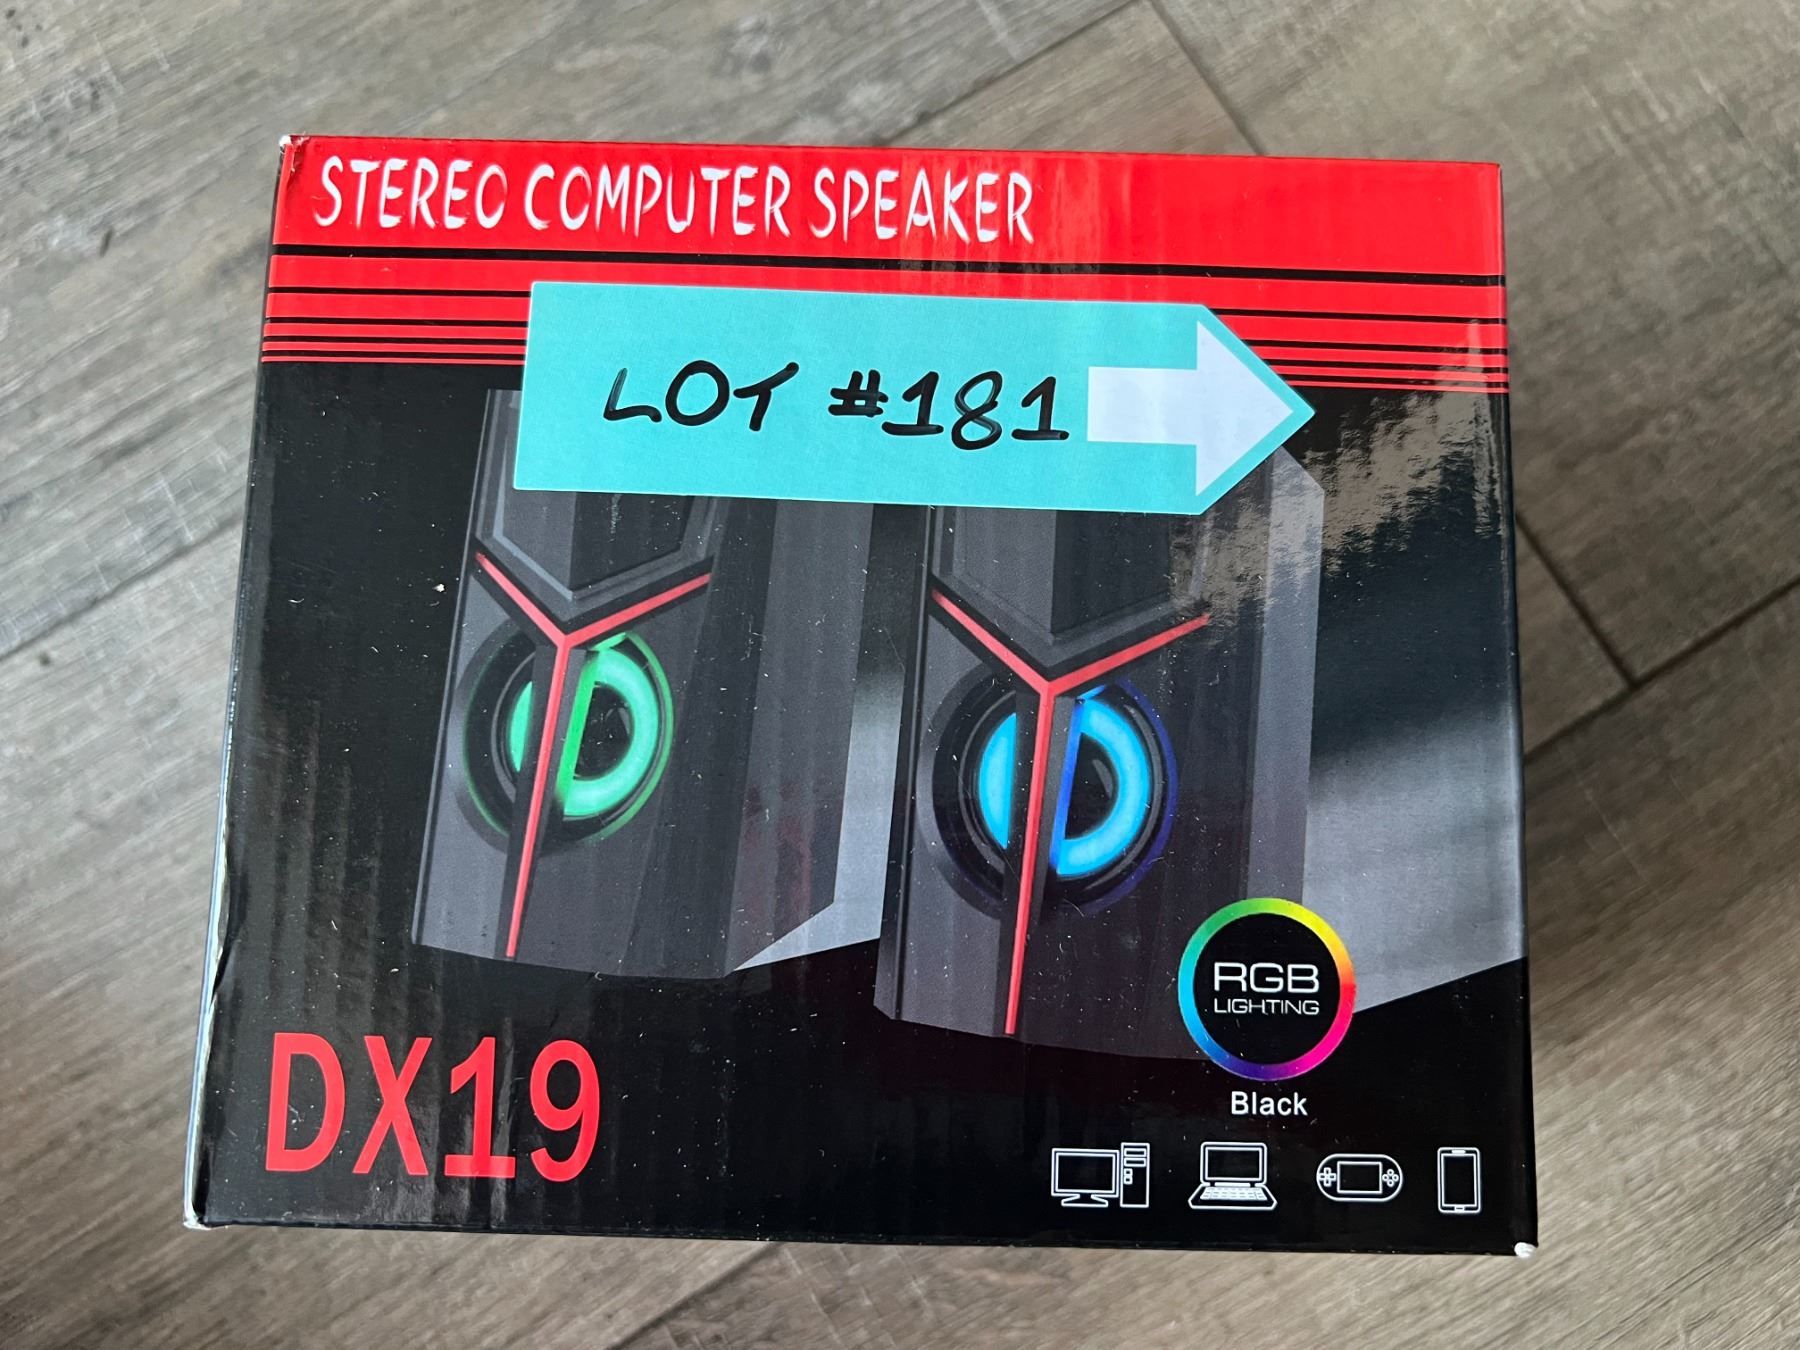 STEREO COMPUTER SPEAKER
LOT #181
RGB
LIGHTING
Black
DX19